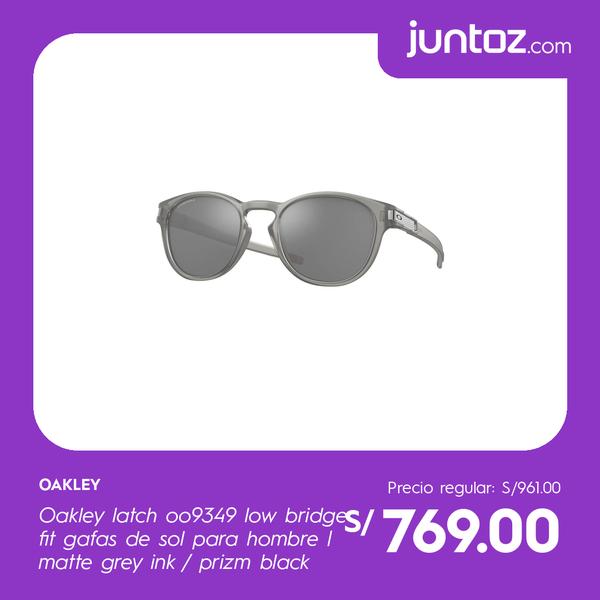 juntoz.com
OAKLEY
Oakley latch oo9349 low bridge
fit gafas de sol para hombre |
matte grey ink / prizm black
Precio regular: S/961.00
S/ 769.00